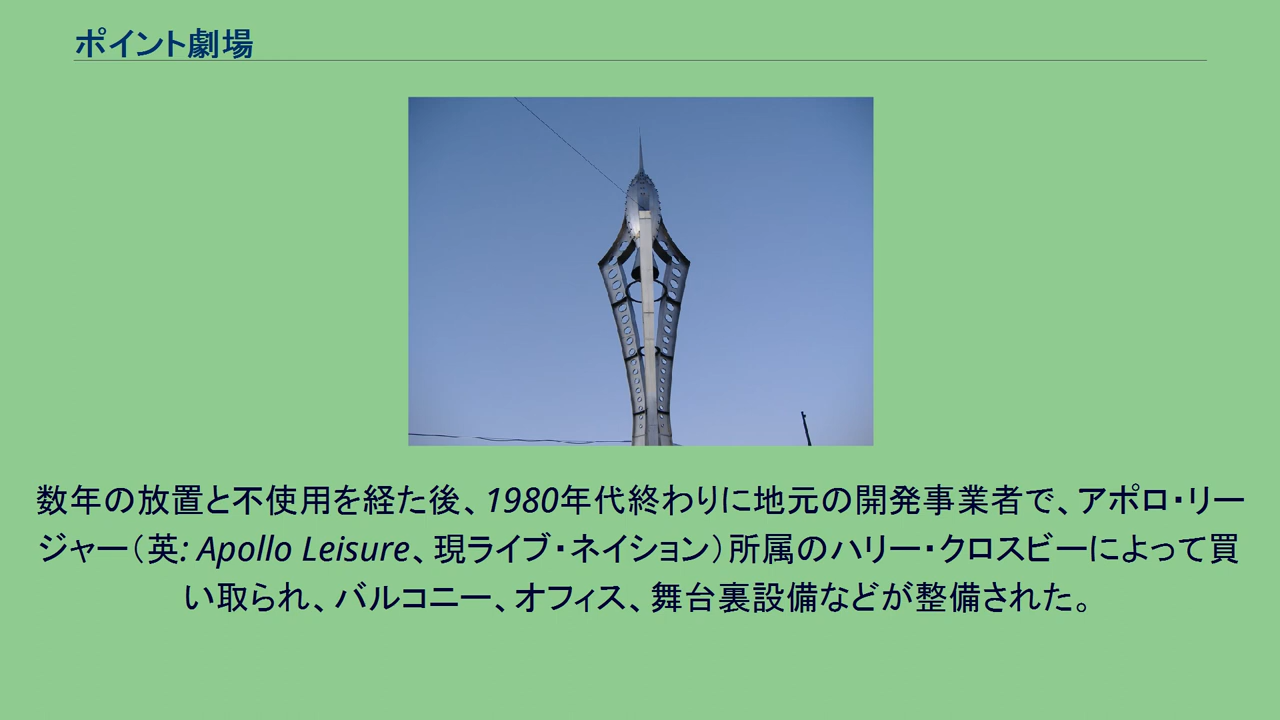 ポイント劇場
数年の放置と不使用を経た後、1980年代終わりに地元の開発事業者で、アポロ・リー
ジャー（英: Apollo Leisure、現ライブ・ネイション）所属のハリー・クロスビーによって買
い取られ、バルコニー、オフィス、舞台裏設備などが整備された。